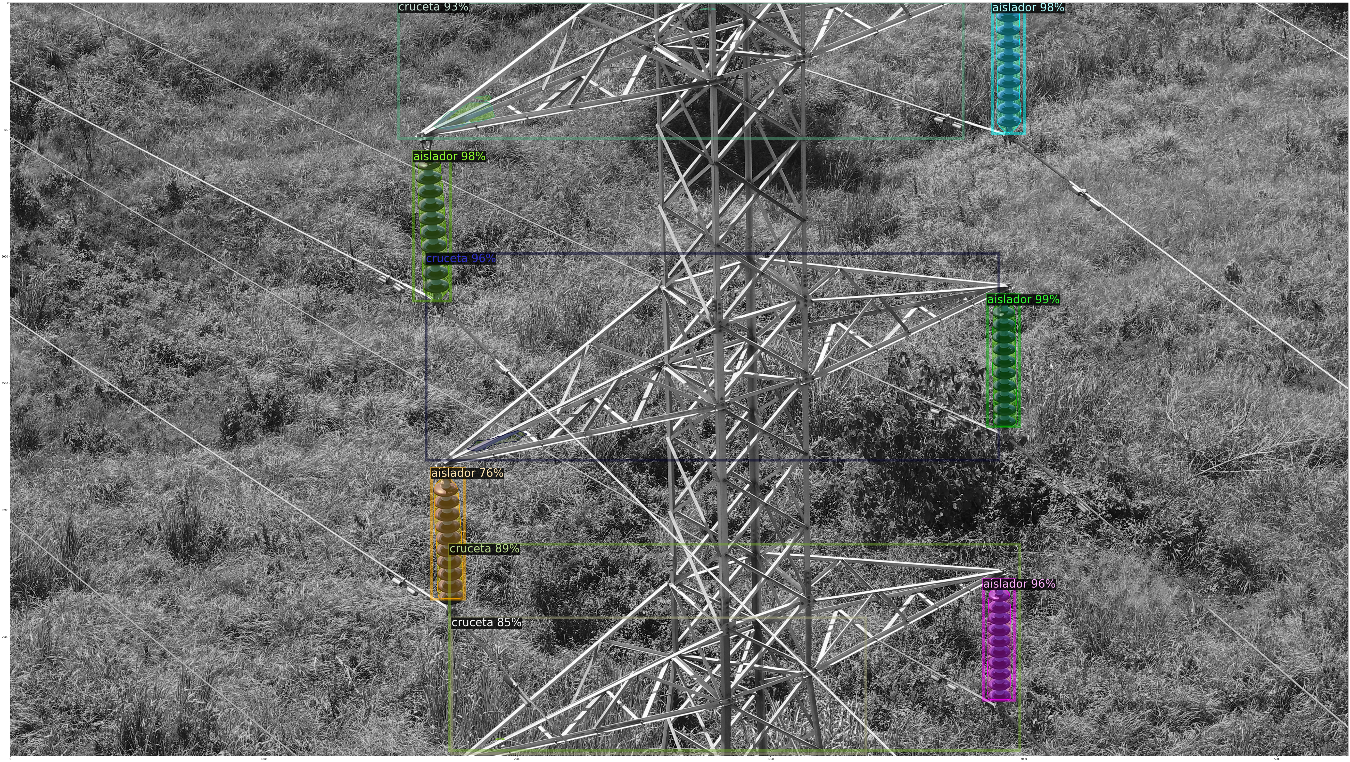 cruceta 93%
aislador 98%
aislador 98%
cruceta 96%
aislador 99%
aislador 76%
cruceta 89%
aislador 96%
cruceta 85%